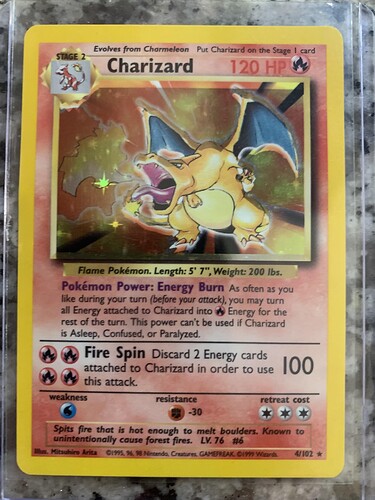 Evolves from Charmeleon Put Charizard on the Stage 1 card
STAGE 2
Charizard 120 HP
Flame Pokémon. Length: 5' 7", Weight: 200 lbs.
Pokémon Power: Energy Burn As often as you
like during your turn (before your attack), you may turn
all Energy attached to Charizard into Energy for the
rest of the turn. This power can't be used if Charizard
is Asleep, Confused, or Paralyzed.
Fire Spin Discard 2 Energy cards
attached to Charizard in order to use 100
this attack.
weakness resistance retreat cost
-30
Spits fire that is hot enough to melt boulders. Known to
unintentionally cause forest fires. LV. 76 #6
Illus. Mitsuhiro Arita ©1995, 96, 98 Nintendo, Creatures, GAMEFREAK. ©1999 Wizards. 4/102 ★